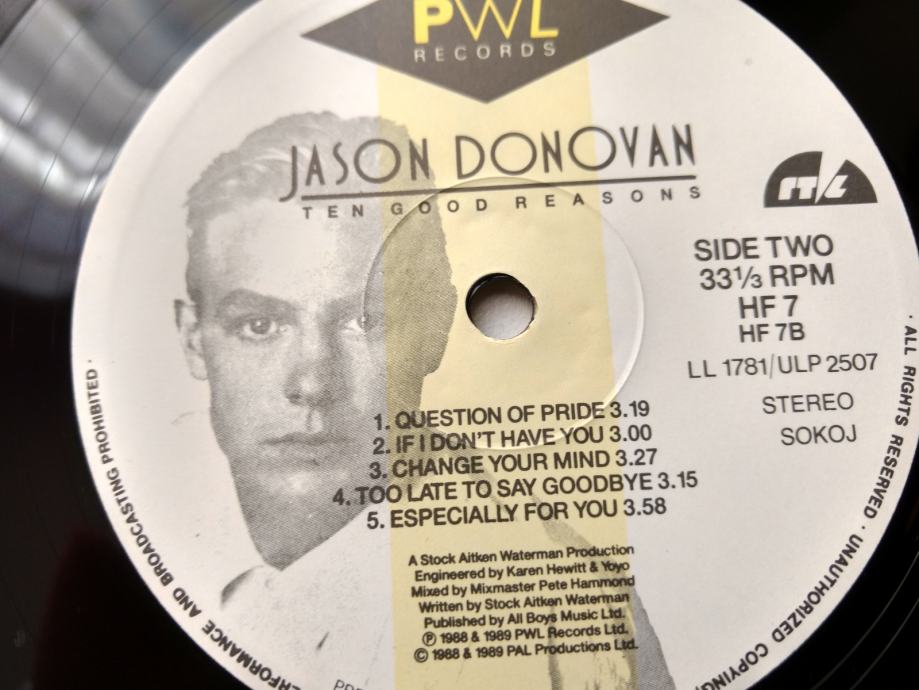 PWL
RECORDS
JASON DONOVAN
TEN GOOD REASONS
RTL
SIDE TWO
33⅓ RPM
HF 7
HF 7B
LL 1781/ULP 2507
STEREO
SOKOJ
1. QUESTION OF PRIDE 3.19
2. IF I DON'T HAVE YOU 3.00
3. CHANGE YOUR MIND 3.27
4. TOO LATE TO SAY GOODBYE 3.15
5. ESPECIALLY FOR YOU 3.58
A Stock Aitken Waterman Production
Engineered by Karen Hewitt & Yoyo
Mixed by Mixmaster Pete Hammond
Written by Stock Aitken Waterman
Published by All Boys Music Ltd.
Ⓟ 1988 & 1989 PWL Records Ltd.
© 1988 & 1989 PAL Productions Ltd.
· ALL RIGHTS RESERVED · UNAUTHORIZED COPYING,
AND BROADCASTING PROHIBITED ·